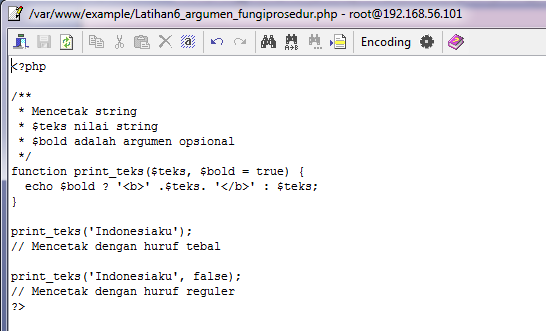 /var/www/example/Latihan6_argumen_fungiprosedur.php - root@192.168.56.101
Encoding
<?php

/**
 * Mencetak string
 * $teks nilai string
 * $bold adalah argumen opsional
 */
function print_teks($teks, $bold = true) {
  echo $bold ? '<b>' .$teks. '</b>' : $teks;
}

print_teks('Indonesiaku');
// Mencetak dengan huruf tebal

print_teks('Indonesiaku', false);
// Mencetak dengan huruf reguler
?>